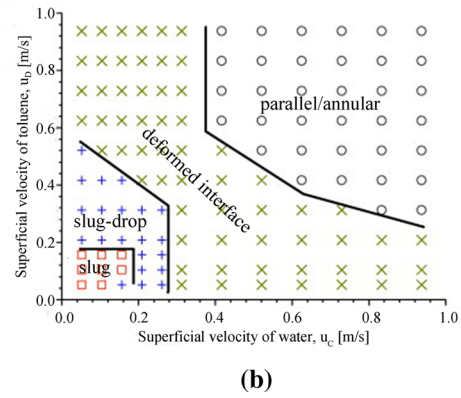 (b)
1.0
0.8
0.6
0.4
0.2
0.0
Superficial velocity of toluene, u_D [m/s]
parallel/annular
deformed interface
slug-drop
slug
0.0 0.2 0.4 0.6 0.8 1.0
Superficial velocity of water, u_C [m/s]
(b)